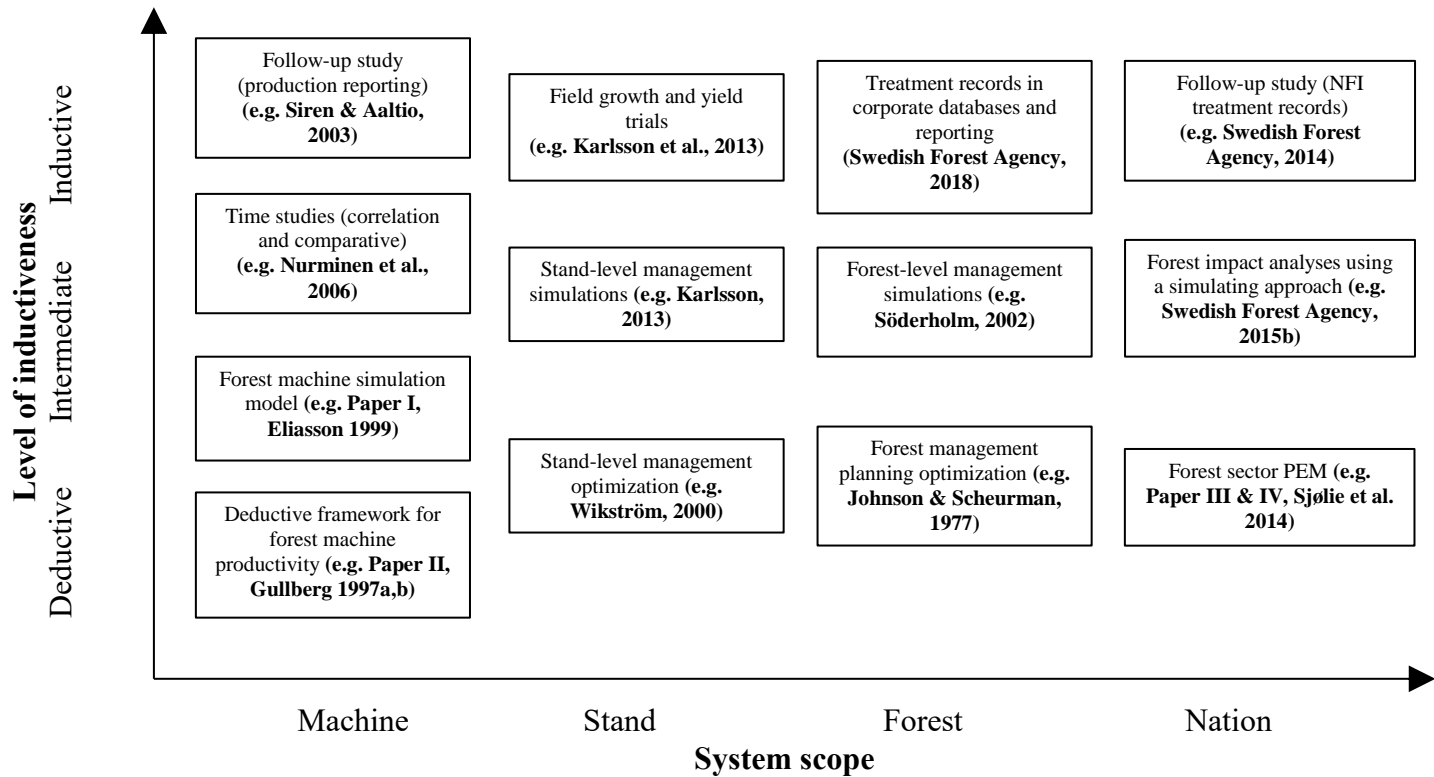 Level of inductiveness
Deductive
Intermediate
Inductive
Follow-up study
(production reporting)
(e.g. Siren & Aaltio,
2003)
Time studies (correlation
and comparative)
(e.g. Nurminen et al.,
2006)
Forest machine simulation
model (e.g. Paper I,
Eliasson 1999)
Deductive framework for
forest machine
productivity (e.g. Paper II,
Gullberg 1997a,b)
Field growth and yield
trials
(e.g. Karlsson et al., 2013)
Stand-level management
simulations (e.g. Karlsson,
2013)
Stand-level management
optimization (e.g.
Wikström, 2000)
Treatment records in
corporate databases and
reporting
(Swedish Forest Agency,
2018)
Forest-level management
simulations (e.g.
Söderholm, 2002)
Forest management
planning optimization (e.g.
Johnson & Scheurman,
1977)
Follow-up study (NFI
treatment records)
(e.g. Swedish Forest
Agency, 2014)
Forest impact analyses using
a simulating approach (e.g.
Swedish Forest Agency,
2015b)
Forest sector PEM (e.g.
Paper III & IV, Sjølie et al.
2014)
Machine
Stand
Forest
Nation
System scope